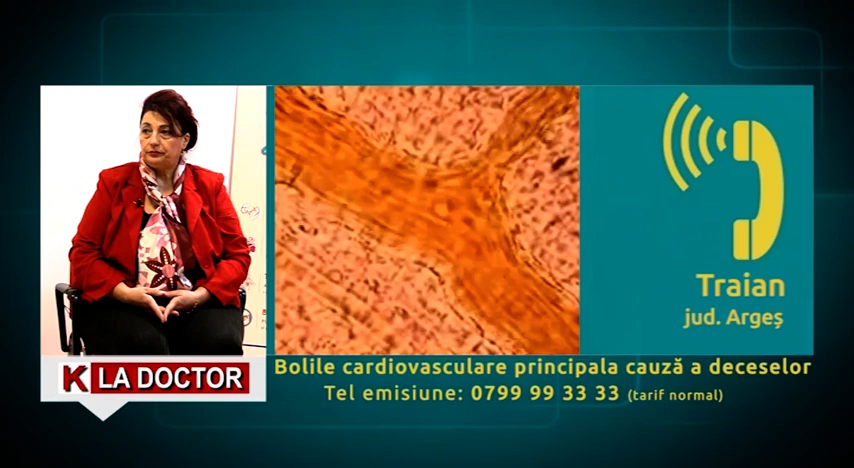 Traian
jud. Argeș
K LA DOCTOR
Bolile cardiovasculare principala cauză a deceselor
Tel emisiune: 0799 99 33 33 (tarif normal)